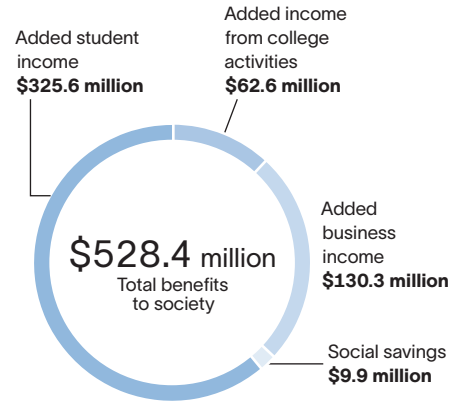 Added student
income
$325.6 million
Added income
from college
activities
$62.6 million
$528.4 million
Total benefits
to society
Added
business
income
$130.3 million
Social savings
$9.9 million